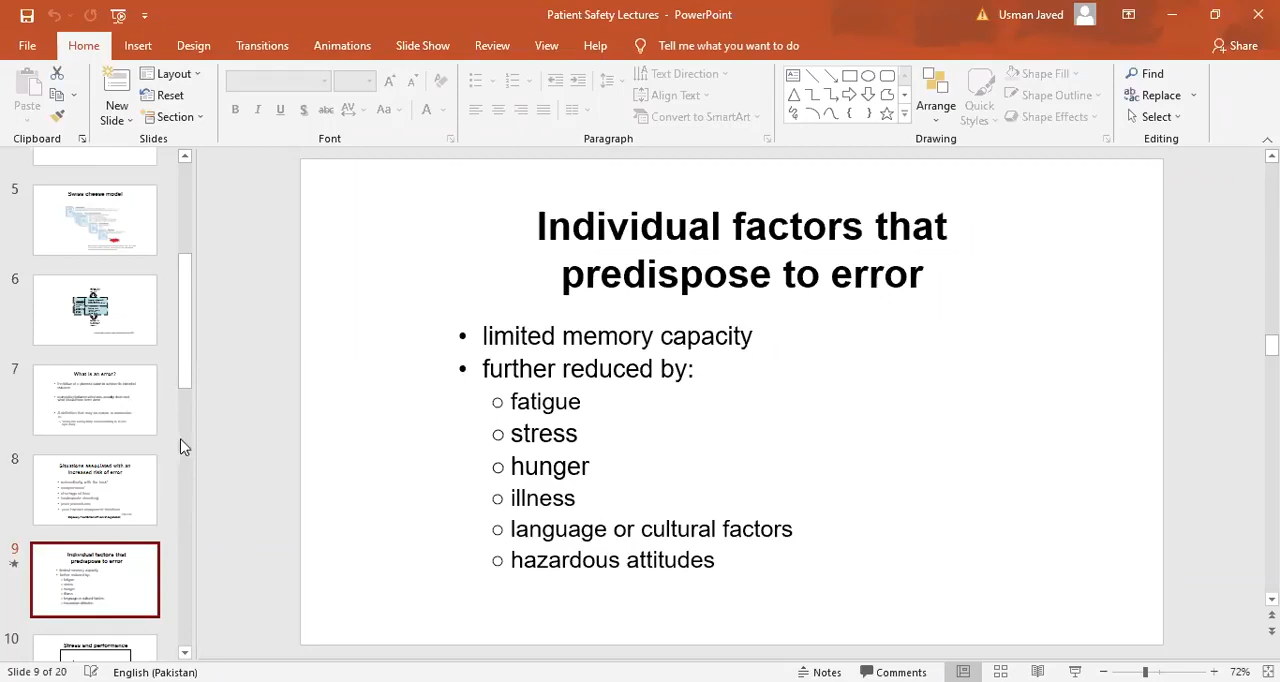 Patient Safety Lectures - PowerPoint
Usman Javed
File Home Insert Design Transitions Animations Slide Show Review View Help Tell me what you want to do Share
Paste
New Slide
Layout
Reset
Section
Text Direction
Align Text
Convert to SmartArt
Arrange
Quick Styles
Shape Fill
Shape Outline
Shape Effects
Find
Replace
Select
Clipboard Slides Font Paragraph Drawing Editing
5
Swiss cheese model
6
7
What is an error?
8
Situations associated with an
increased risk of error
9
Individual factors that
predispose to error
10
Stress and performance
Individual factors that
predispose to error
• limited memory capacity
• further reduced by:
○ fatigue
○ stress
○ hunger
○ illness
○ language or cultural factors
○ hazardous attitudes
Slide 9 of 20 English (Pakistan) Notes Comments 72%